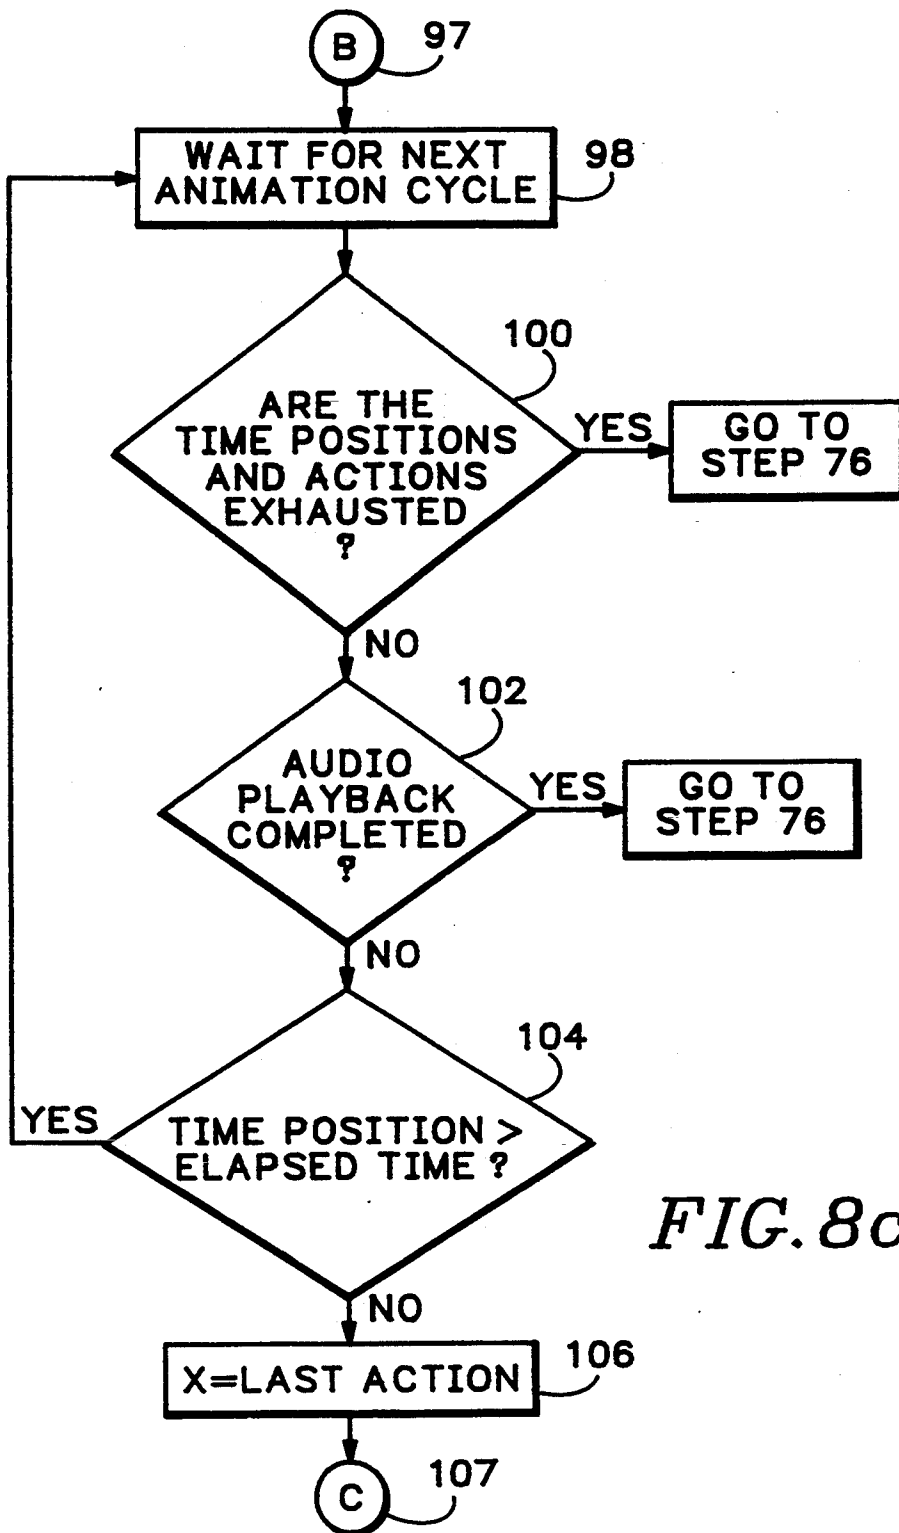 B
97
WAIT FOR NEXT
ANIMATION CYCLE
98
100
ARE THE
TIME POSITIONS
AND ACTIONS
EXHAUSTED
?
YES
GO TO
STEP 76
NO
102
AUDIO
PLAYBACK
COMPLETED
?
YES
GO TO
STEP 76
NO
104
YES
TIME POSITION >
ELAPSED TIME ?
FIG. 8c
NO
X=LAST ACTION
106
C
107